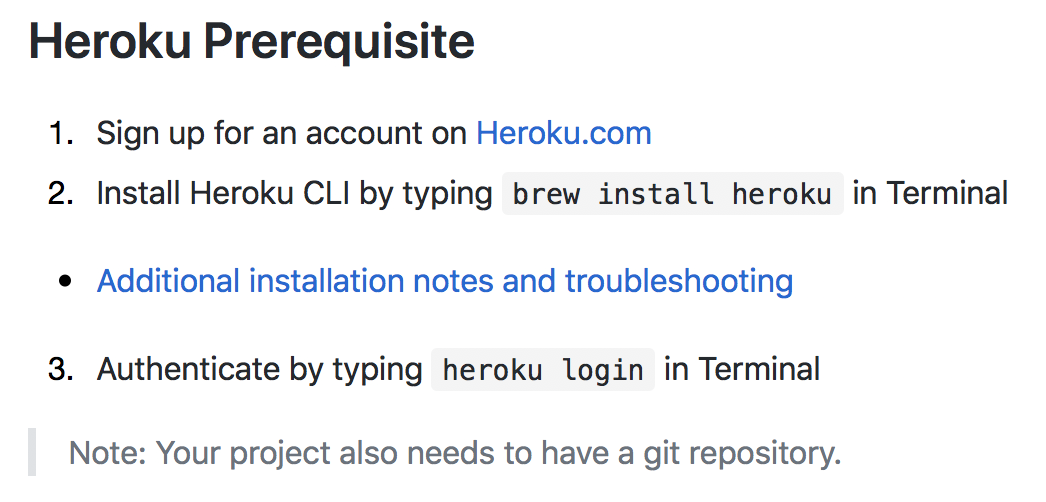 Heroku Prerequisite
1. Sign up for an account on Heroku.com
2. Install Heroku CLI by typing brew install heroku in Terminal
• Additional installation notes and troubleshooting
3. Authenticate by typing heroku login in Terminal
Note: Your project also needs to have a git repository.